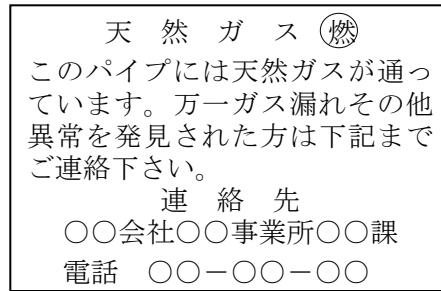 天 然 ガ ス ㊋燃
このパイプには天然ガスが通っ
ています。万一ガス漏れその他
異常を発見された方は下記まで
ご連絡下さい。
連 絡 先
○○会社○○事業所○○課
電話 ○○－○○－○○